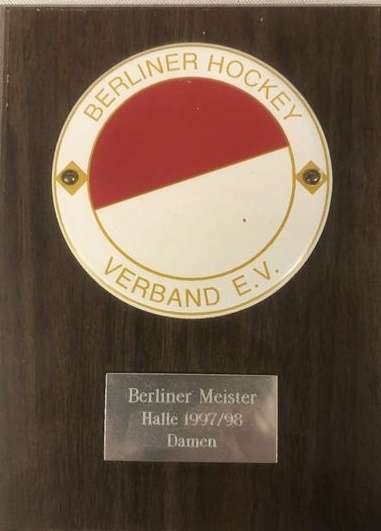 BERLINER HOCKEY
VERBAND E.V.
Berliner Meister
Halle 1997/98
Damen